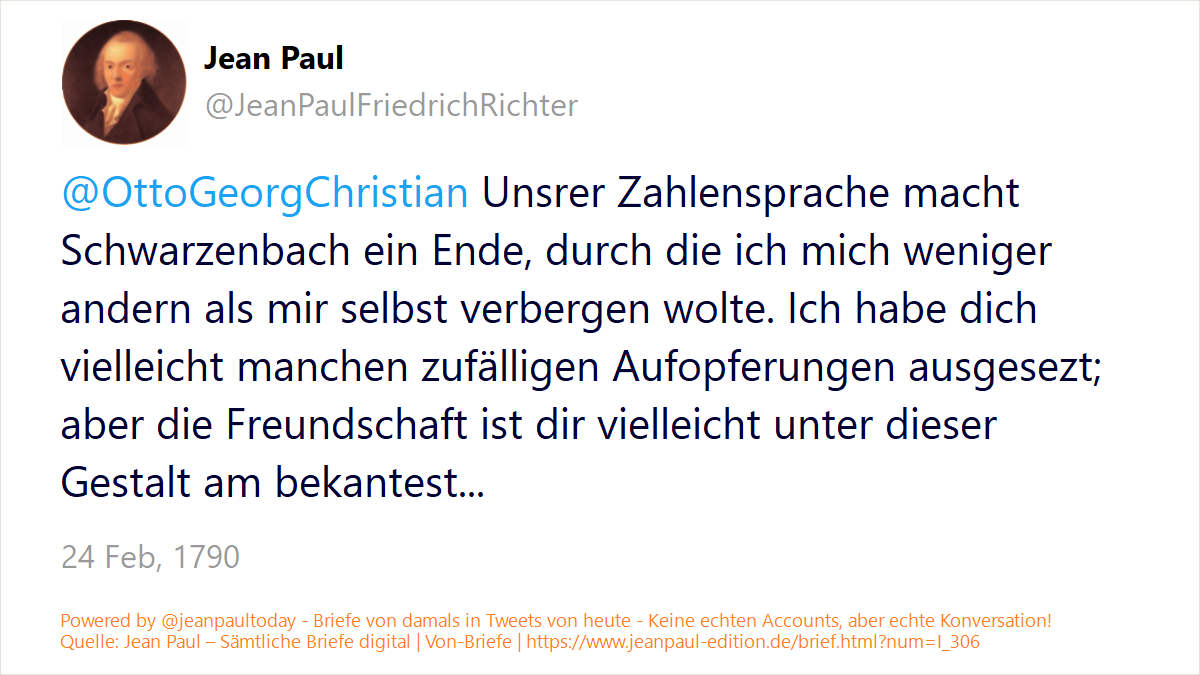 Jean Paul
@JeanPaulFriedrichRichter
@OttoGeorgChristian Unsrer Zahlensprache macht
Schwarzenbach ein Ende, durch die ich mich weniger
andern als mir selbst verbergen wolte. Ich habe dich
vielleicht manchen zufälligen Aufopferungen ausgesezt;
aber die Freundschaft ist dir vielleicht unter dieser
Gestalt am bekantest...
24 Feb, 1790
Powered by @jeanpaultoday - Briefe von damals in Tweets von heute - Keine echten Accounts, aber echte Konversation!
Quelle: Jean Paul – Sämtliche Briefe digital | Von-Briefe | https://www.jeanpaul-edition.de/brief.html?num=I_306